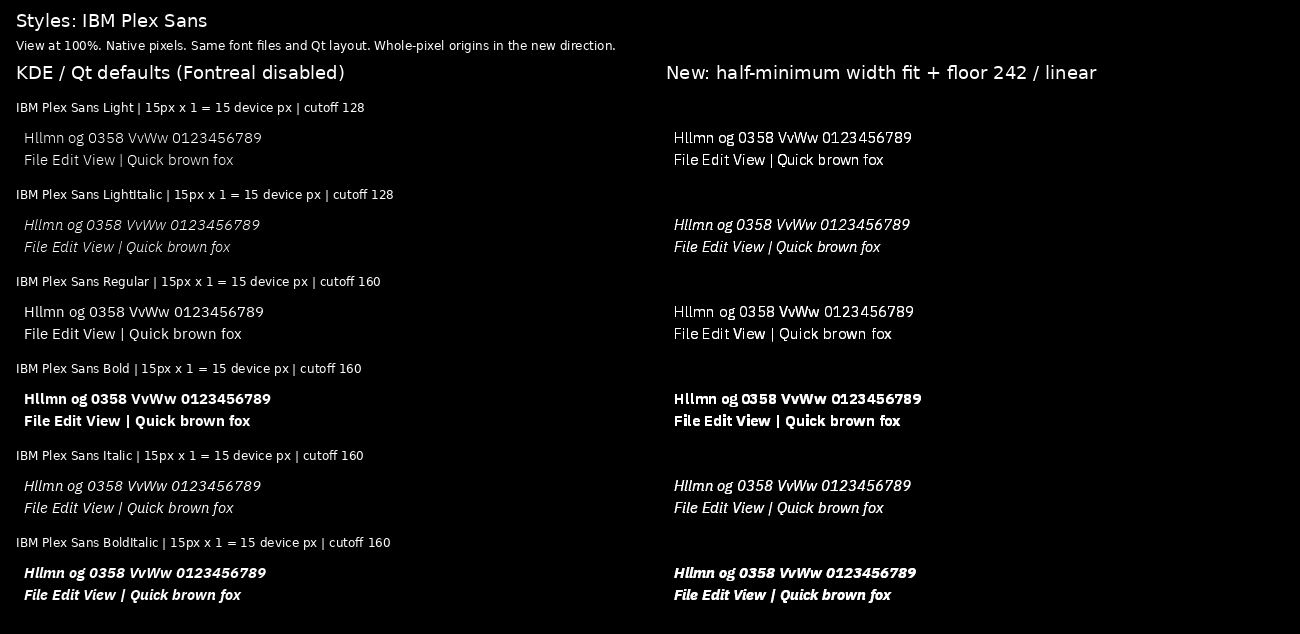 Styles: IBM Plex Sans
View at 100%. Native pixels. Same font files and Qt layout. Whole-pixel origins in the new direction.
KDE / Qt defaults (Fontreal disabled)
New: half-minimum width fit + floor 242 / linear
IBM Plex Sans Light | 15px x 1 = 15 device px | cutoff 128
Hllmn og 0358 VvWw 0123456789
Hllmn og 0358 VvWw 0123456789
File Edit View | Quick brown fox
File Edit View | Quick brown fox
IBM Plex Sans LightItalic | 15px x 1 = 15 device px | cutoff 128
Hllmn og 0358 VvWw 0123456789
Hllmn og 0358 VvWw 0123456789
File Edit View | Quick brown fox
File Edit View | Quick brown fox
IBM Plex Sans Regular | 15px x 1 = 15 device px | cutoff 160
Hllmn og 0358 VvWw 0123456789
Hllmn og 0358 VvWw 0123456789
File Edit View | Quick brown fox
File Edit View | Quick brown fox
IBM Plex Sans Bold | 15px x 1 = 15 device px | cutoff 160
Hllmn og 0358 VvWw 0123456789
Hllmn og 0358 VvWw 0123456789
File Edit View | Quick brown fox
File Edit View | Quick brown fox
IBM Plex Sans Italic | 15px x 1 = 15 device px | cutoff 160
Hllmn og 0358 VvWw 0123456789
Hllmn og 0358 VvWw 0123456789
File Edit View | Quick brown fox
File Edit View | Quick brown fox
IBM Plex Sans BoldItalic | 15px x 1 = 15 device px | cutoff 160
Hllmn og 0358 VvWw 0123456789
Hllmn og 0358 VvWw 0123456789
File Edit View | Quick brown fox
File Edit View | Quick brown fox